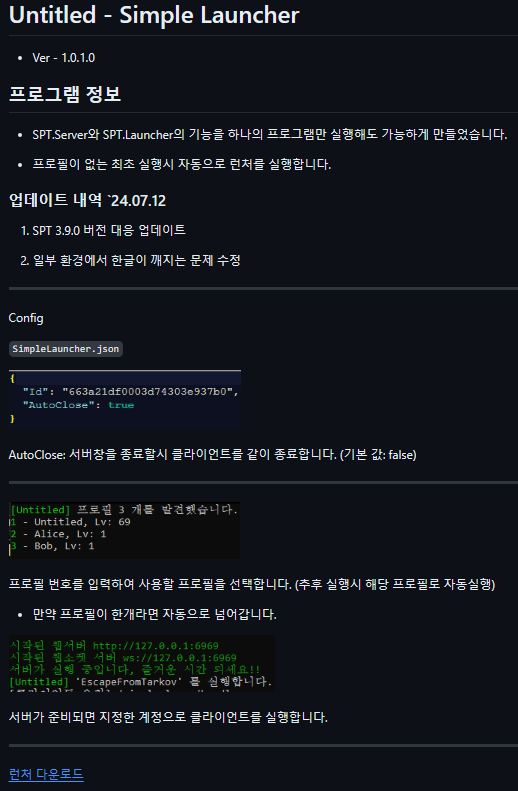 Untitled - Simple Launcher
Ver - 1.0.1.0
프로그램 정보
SPT.Server와 SPT.Launcher의 기능을 하나의 프로그램만 실행해도 가능하게 만들었습니다.
프로필이 없는 최초 실행시 자동으로 런처를 실행합니다.
업데이트 내역 `24.07.12
1. SPT 3.9.0 버전 대응 업데이트
2. 일부 환경에서 한글이 깨지는 문제 수정
Config
SimpleLauncher.json
{
"Id": "663a21df0003d74303e937b0",
"AutoClose": true
}
AutoClose: 서버창을 종료할시 클라이언트를 같이 종료합니다. (기본 값: false)
[Untitled] 프로필 3 개를 발견했습니다.
1 - Untitled, Lv: 69
2 - Alice, Lv: 1
3 - Bob, Lv: 1
프로필 번호를 입력하여 사용할 프로필을 선택합니다. (추후 실행시 해당 프로필로 자동실행)
만약 프로필이 한개라면 자동으로 넘어갑니다.
시작된 웹서버 http://127.0.0.1:6969
시작된 웹소켓 서버 ws://127.0.0.1:6969
서버가 실행 중입니다, 즐거운 시간 되세요!!
[Untitled] 'EscapeFromTarkov' 를 실행합니다.
서버가 준비되면 지정한 계정으로 클라이언트를 실행합니다.
런처 다운로드